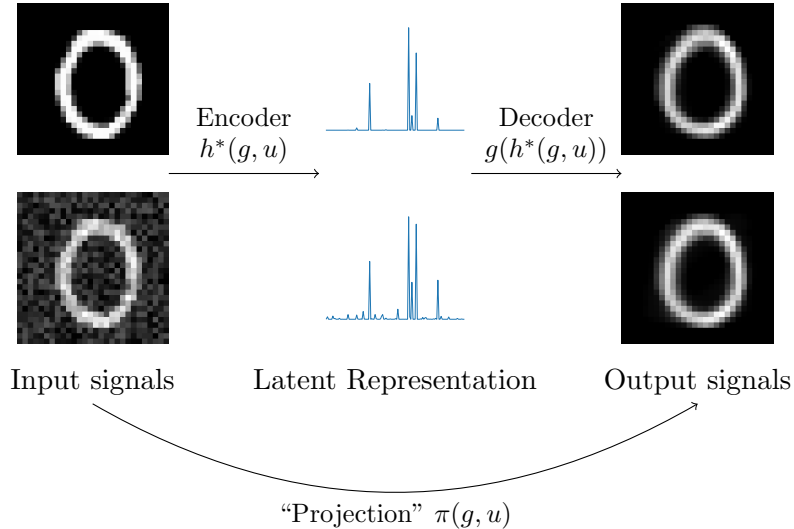 Encoder
h*(g, u)
Decoder
g(h*(g, u))
Input signals
Latent Representation
Output signals
“Projection” π(g, u)